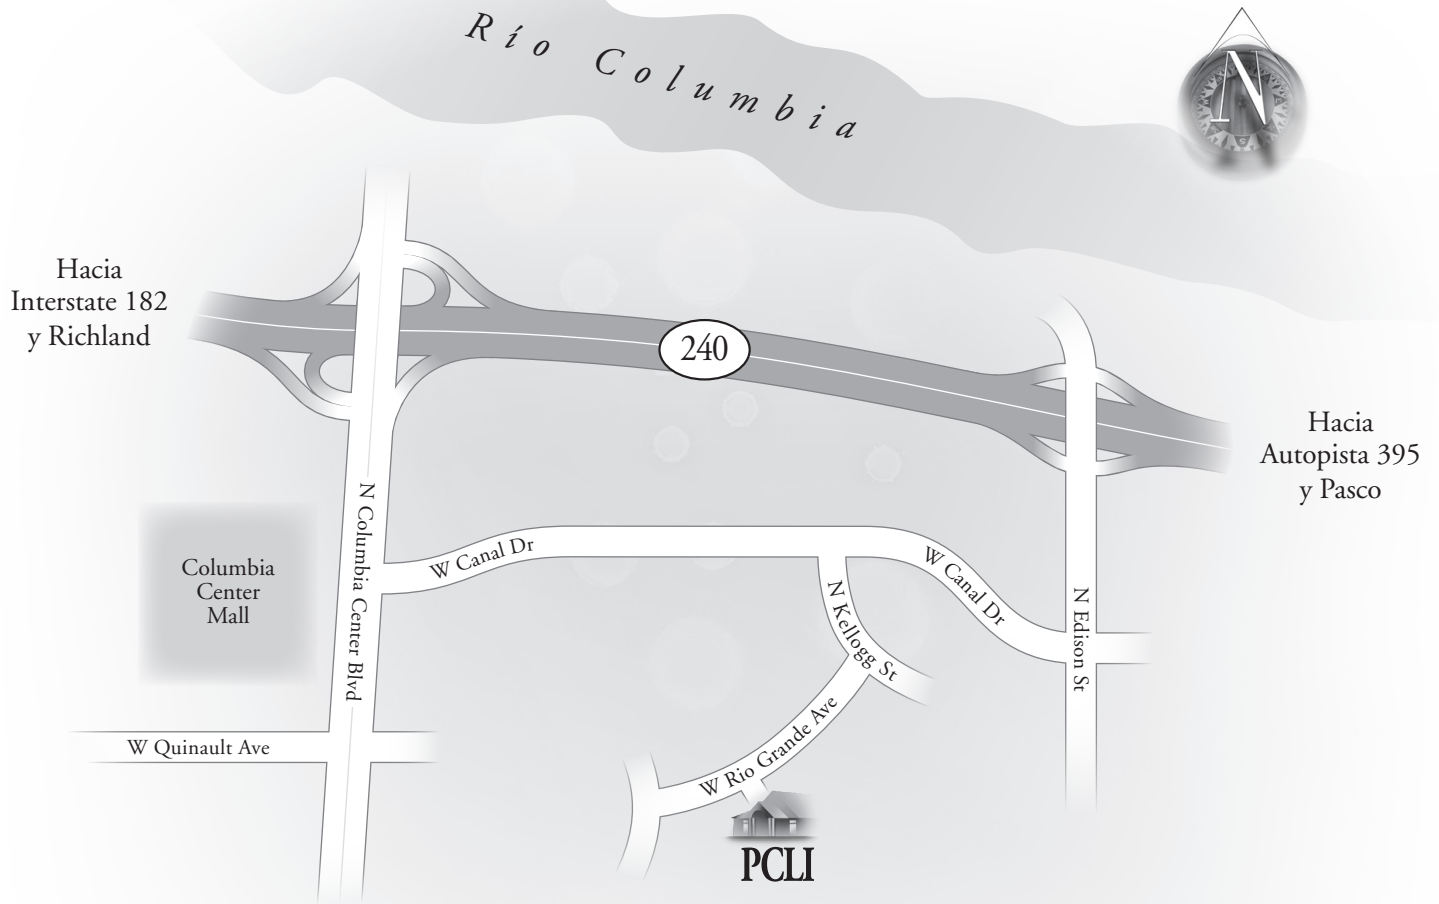 Río Columbia
N
Hacia
Interstate 182
y Richland
240
Hacia
Autopista 395
y Pasco
N Columbia Center Blvd
Columbia
Center
Mall
W Canal Dr
W Canal Dr
N Kellogg St
N Edison St
W Quinault Ave
W Rio Grande Ave
PCLI